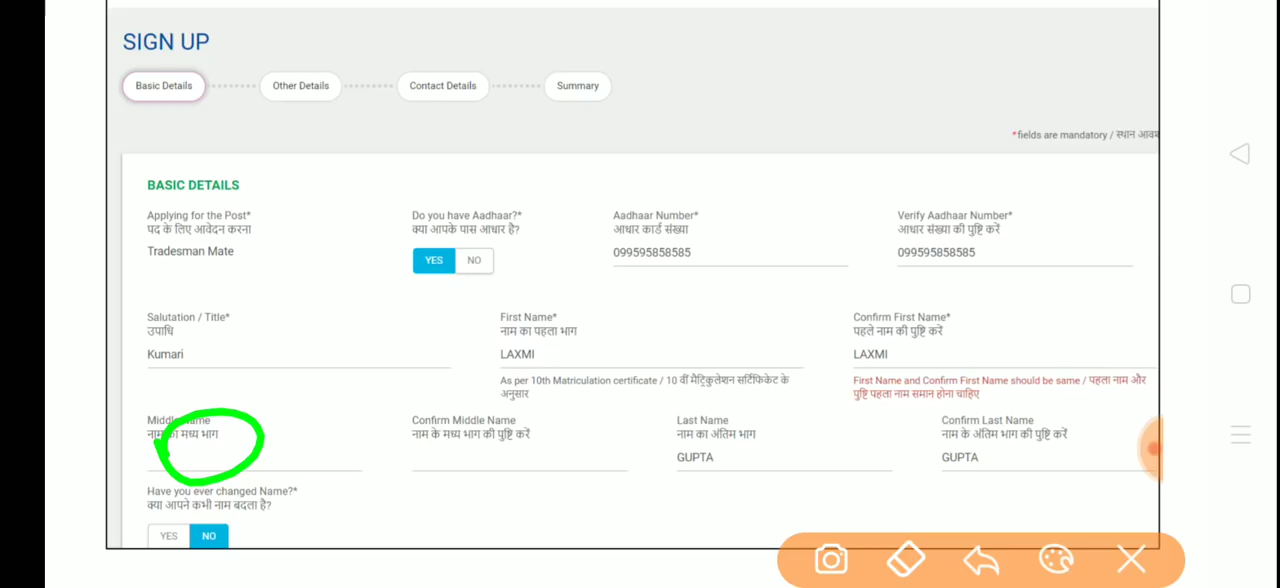 SIGN UP
Basic Details
Other Details
Contact Details
Summary
*fields are mandatory / स्थान
BASIC DETAILS
Applying for the Post*
पद के लिए आवेदन करना
Tradesman Mate
Do you have Aadhaar?*
क्या आपके पास आधार है?
YES NO
Aadhaar Number*
आधार कार्ड संख्या
099595858585
Verify Aadhaar Number*
आधार संख्या की पुष्टि करें
099595858585
Salutation / Title*
उपाधि
Kumari
First Name*
नाम का पहला भाग
LAXMI
As per 10th Matriculation certificate / 10 वीं मैट्रिकुलेशन सर्टिफिकेट के
अनुसार
Confirm First Name*
पहले नाम की पुष्टि करें
LAXMI
First Name and Confirm First Name should be same / पहला नाम और
पुष्टि पहला नाम समान होना चाहिए
Middle Name
नाम का मध्य भाग
Confirm Middle Name
नाम के मध्य भाग की पुष्टि करें
Last Name
नाम का अंतिम भाग
GUPTA
Confirm Last Name
नाम के अंतिम भाग की पुष्टि करें
GUPTA
Have you ever changed Name?*
क्या आपने कभी नाम बदला है?
YES NO